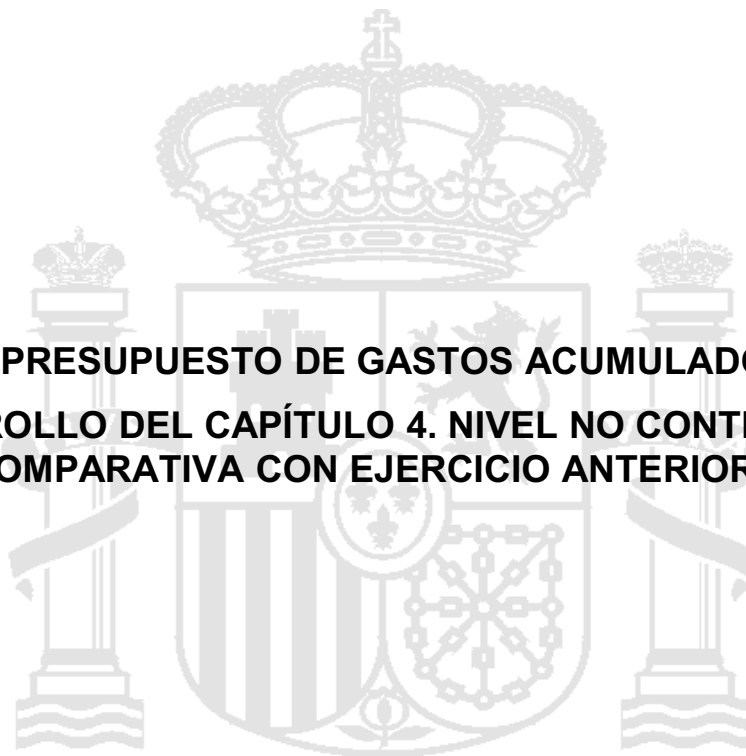 PRESUPUESTO DE GASTOS ACUMULADO
ROLLO DEL CAPÍTULO 4. NIVEL NO CONT
OMPARATIVA CON EJERCICIO ANTERIOR